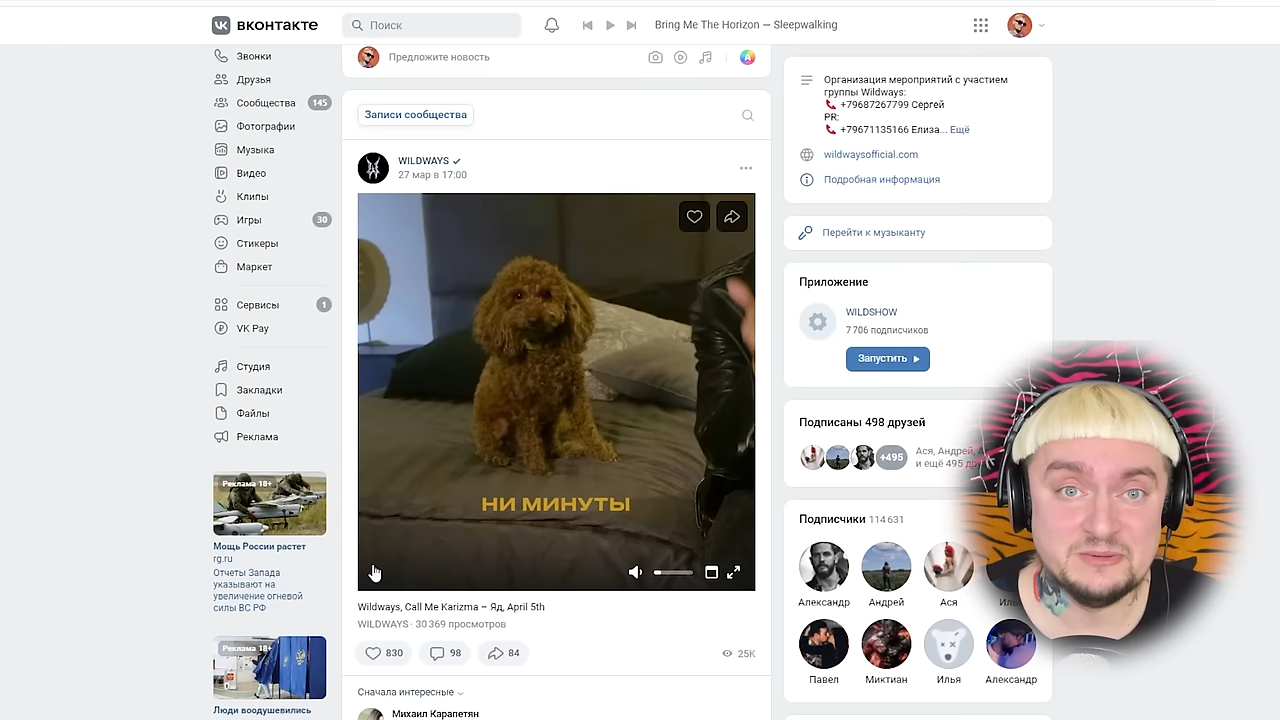 ВКОНТАКТЕ
Поиск
Bring Me The Horizon — Sleepwalking
Звонки
Друзья
Сообщества 145
Фотографии
Музыка
Видео
Клипы
Игры 30
Стикеры
Маркет
Сервисы 1
VK Pay
Студия
Закладки
Файлы
Реклама
Реклама 18+
Мощь России растет
rg.ru
Отчеты Запада
указывают на
увеличение огневой
силы ВС РФ
Реклама 18+
Люди воодушевились
Предложите новость
Записи сообщества
WILDWAYS
27 мар в 17:00
НИ МИНУТЫ
Wildways, Call Me Karizma – Яд, April 5th
WILDWAYS · 30 369 просмотров
830 98 84 25K
Сначала интересные
Михаил Карапетян
Организация мероприятий с участием
группы Wildways:
+79687267799 Сергей
PR:
+79671135166 Елиза... Ещё
wildwaysofficial.com
Подробная информация
Перейти к музыканту
Приложение
WILDSHOW
7 706 подписчиков
Запустить
Подписаны 498 друзей
+495
Ася, Андрей,
и ещё 495
Подписчики 114 631
Александр Андрей Ася
Павел Миктиан Илья Александр